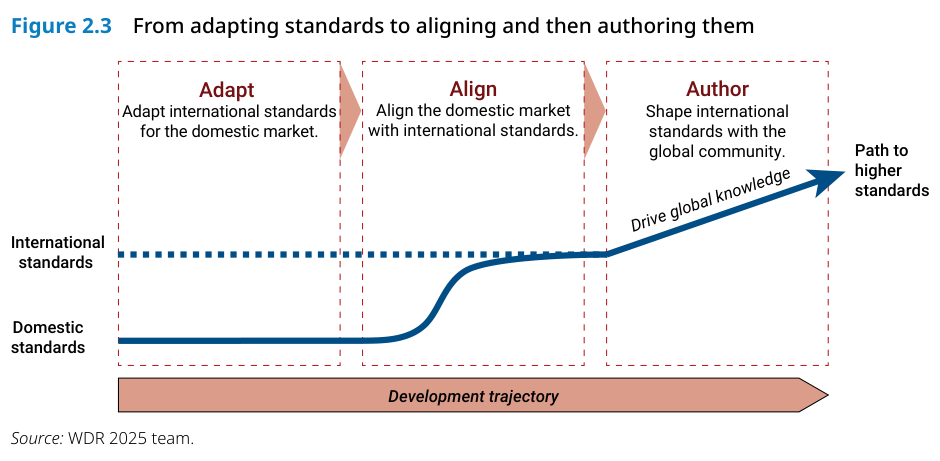 Figure 2.3 From adapting standards to aligning and then authoring them
Adapt
Adapt international standards
for the domestic market.
Align
Align the domestic market
with international standards.
Author
Shape international
standards with the
global community.
Path to
higher
standards
Drive global knowledge
International
standards
Domestic
standards
Development trajectory
Source: WDR 2025 team.